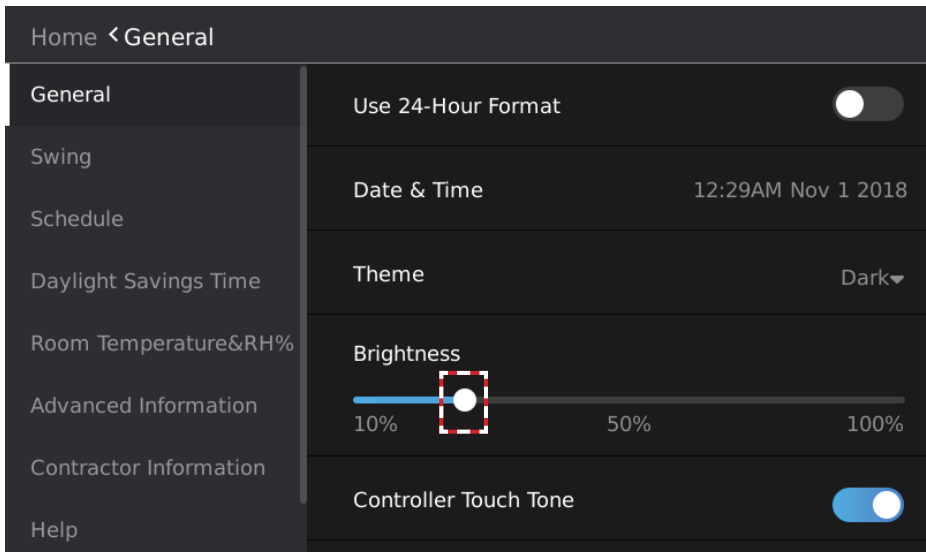 Home < General
General
Swing
Schedule
Daylight Savings Time
Room Temperature&RH%
Advanced Information
Contractor Information
Help
Use 24-Hour Format
Date & Time 12:29AM Nov 1 2018
Theme Dark
Brightness
10% 50% 100%
Controller Touch Tone